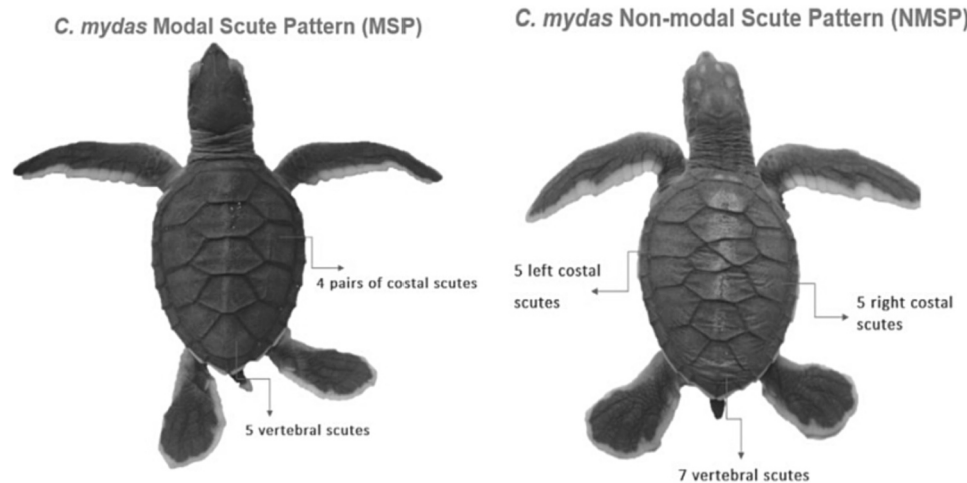 C. mydas Modal Scute Pattern (MSP)
C. mydas Non-modal Scute Pattern (NMSP)
4 pairs of costal scutes
5 vertebral scutes
5 left costal
scutes
5 right costal
scutes
7 vertebral scutes